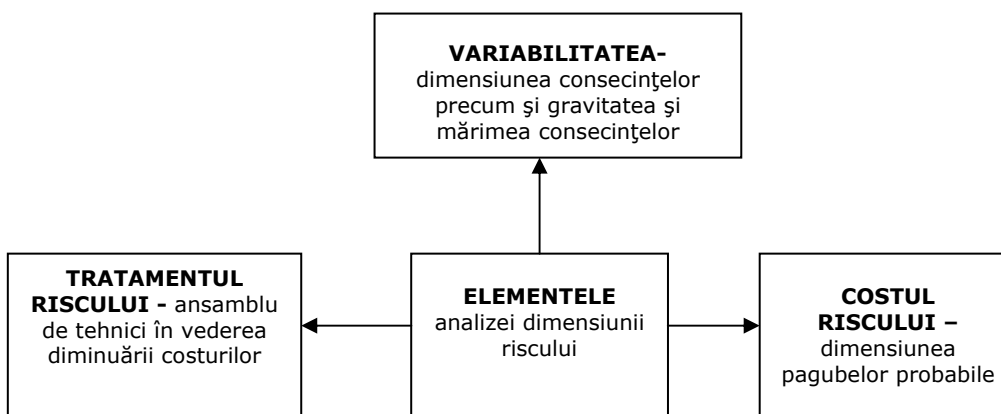 VARIABILITATEA-
dimensiunea consecinţelor
precum şi gravitatea şi
mărimea consecinţelor
TRATAMENTUL
RISCULUI - ansamblu
de tehnici în vederea
diminuării costurilor
ELEMENTELE
analizei dimensiunii
riscului
COSTUL
RISCULUI –
dimensiunea
pagubelor probabile